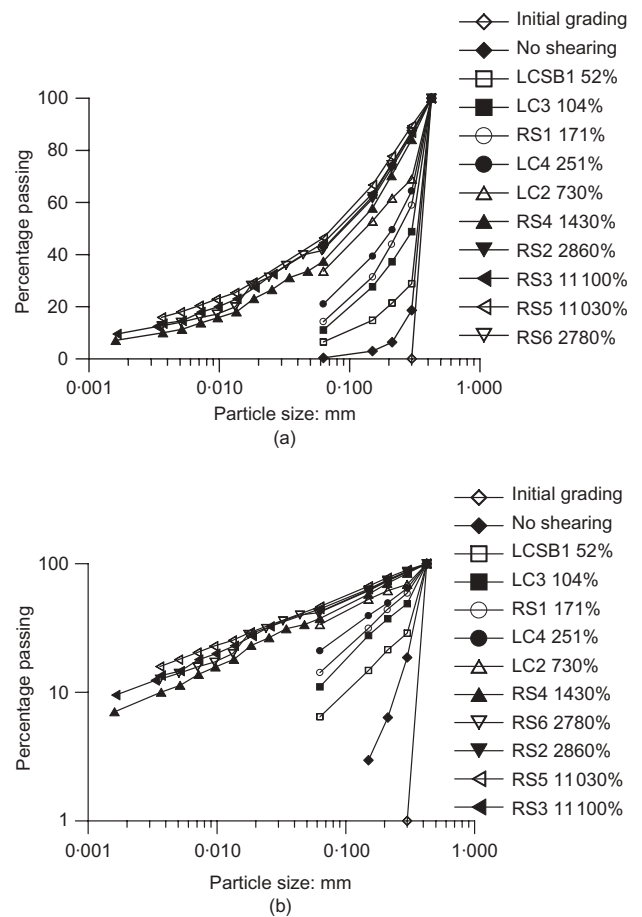 Initial grading
No shearing
LCSB1 52%
LC3 104%
RS1 171%
LC4 251%
LC2 730%
RS4 1430%
RS2 2860%
RS3 11 100%
RS5 11 030%
RS6 2780%
100
80
60
40
20
0
Percentage passing
0·001
0·010
0·100
1·000
Particle size: mm
(a)
Initial grading
No shearing
LCSB1 52%
LC3 104%
RS1 171%
LC4 251%
LC2 730%
RS4 1430%
RS6 2780%
RS2 2860%
RS5 11 030%
RS3 11 100%
100
10
1
Percentage passing
0·001
0·010
0·100
1·000
Particle size: mm
(b)